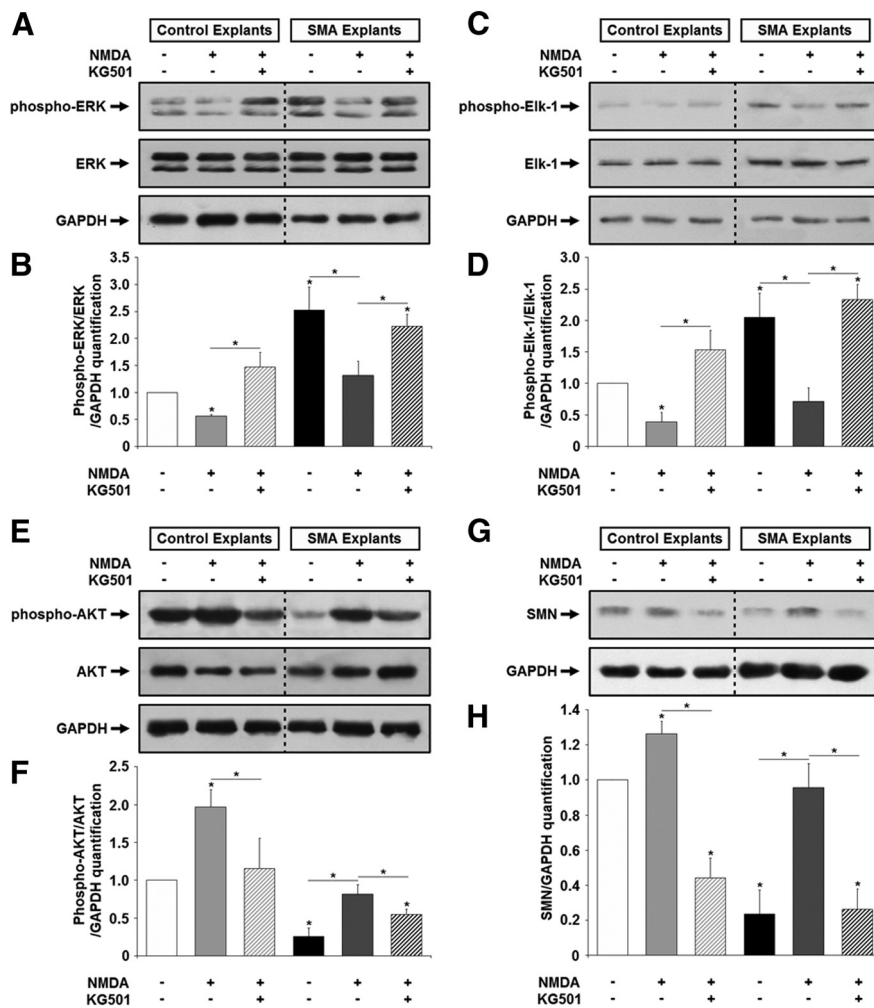 A
Control Explants SMA Explants
NMDA - + + - + +
KG501 - - + - - +
phospho-ERK
ERK
GAPDH
B
Phospho-ERK/ERK
/GAPDH quantification
3.5
3.0
2.5
2.0
1.5
1.0
0.5
0
* * * * * *
NMDA - + + - + +
KG501 - - + - - +
C
Control Explants SMA Explants
NMDA - + + - + +
KG501 - - + - - +
phospho-Elk-1
Elk-1
GAPDH
D
Phospho-Elk-1/Elk-1
/GAPDH quantification
3.0
2.5
2.0
1.5
1.0
0.5
0
* * * * * *
NMDA - + + - + +
KG501 - - + - - +
E
Control Explants SMA Explants
NMDA - + + - + +
KG501 - - + - - +
phospho-AKT
AKT
GAPDH
F
Phospho-AKT/AKT
/GAPDH quantification
2.5
2.0
1.5
1.0
0.5
0
* * * * * *
NMDA - + + - + +
KG501 - - + - - +
G
Control Explants SMA Explants
NMDA - + + - + +
KG501 - - + - - +
SMN
GAPDH
H
SMN/GAPDH quantification
1.4
1.2
1.0
0.8
0.6
0.4
0.2
0
* * * * * * *
NMDA - + + - + +
KG501 - - + - - +